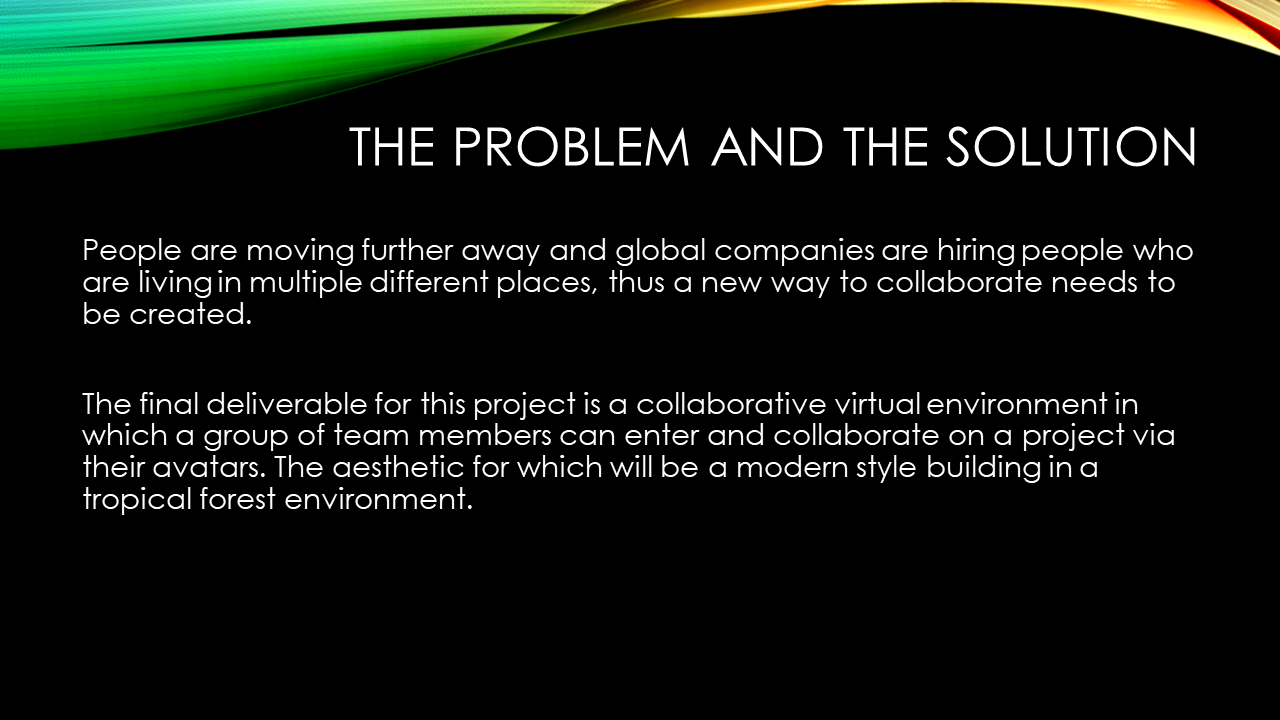 THE PROBLEM AND THE SOLUTION
People are moving further away and global companies are hiring people who
are living in multiple different places, thus a new way to collaborate needs to
be created.
The final deliverable for this project is a collaborative virtual environment in
which a group of team members can enter and collaborate on a project via
their avatars. The aesthetic for which will be a modern style building in a
tropical forest environment.